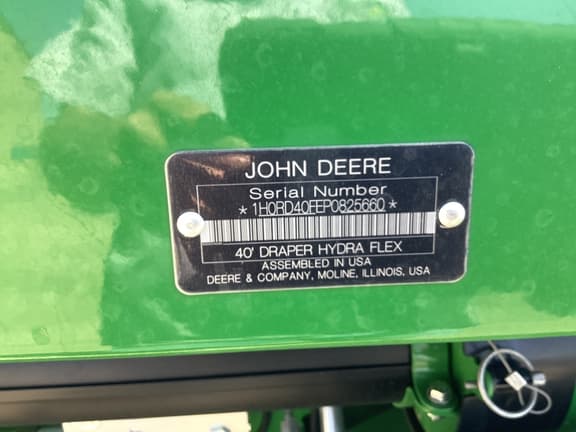 JOHN DEERE
Serial Number
*1H0RD40FEP0825660*
40' DRAPER HYDRA FLEX
ASSEMBLED IN USA
DEERE & COMPANY, MOLINE, ILLINOIS, USA